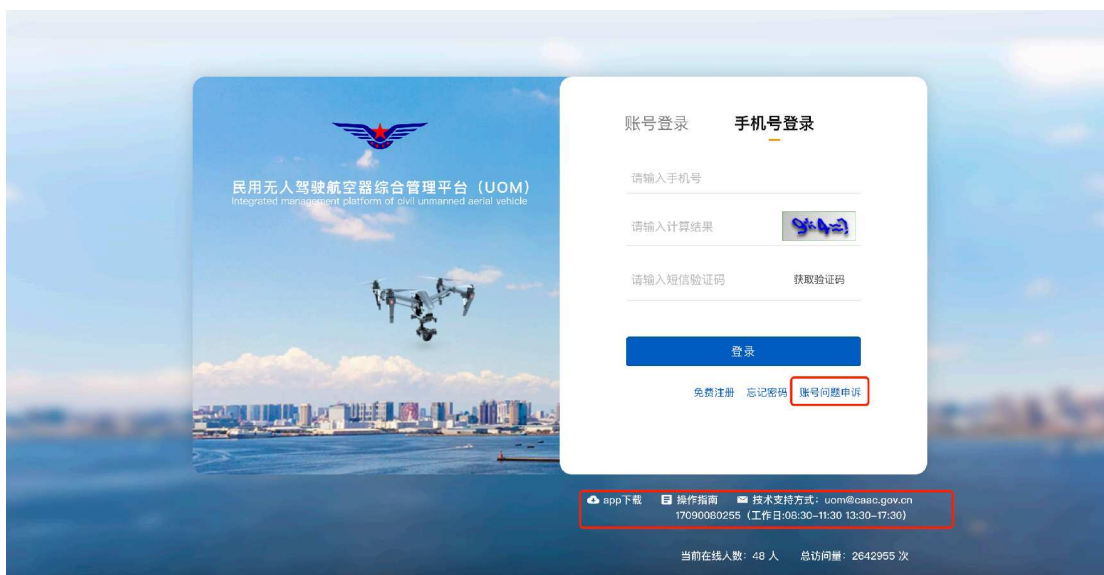 民用无人驾驶航空器综合管理平台（UOM）
Integrated management platform of civil unmanned aerial vehicle
账号登录 手机号登录
请输入手机号
请输入计算结果
请输入短信验证码 获取验证码
登录
免费注册 忘记密码 账号问题申诉
app下载 操作指南 技术支持方式：uom@caac.gov.cn
17090080255（工作日:08:30-11:30 13:30-17:30）
当前在线人数：48 人 总访问量：2642955 次